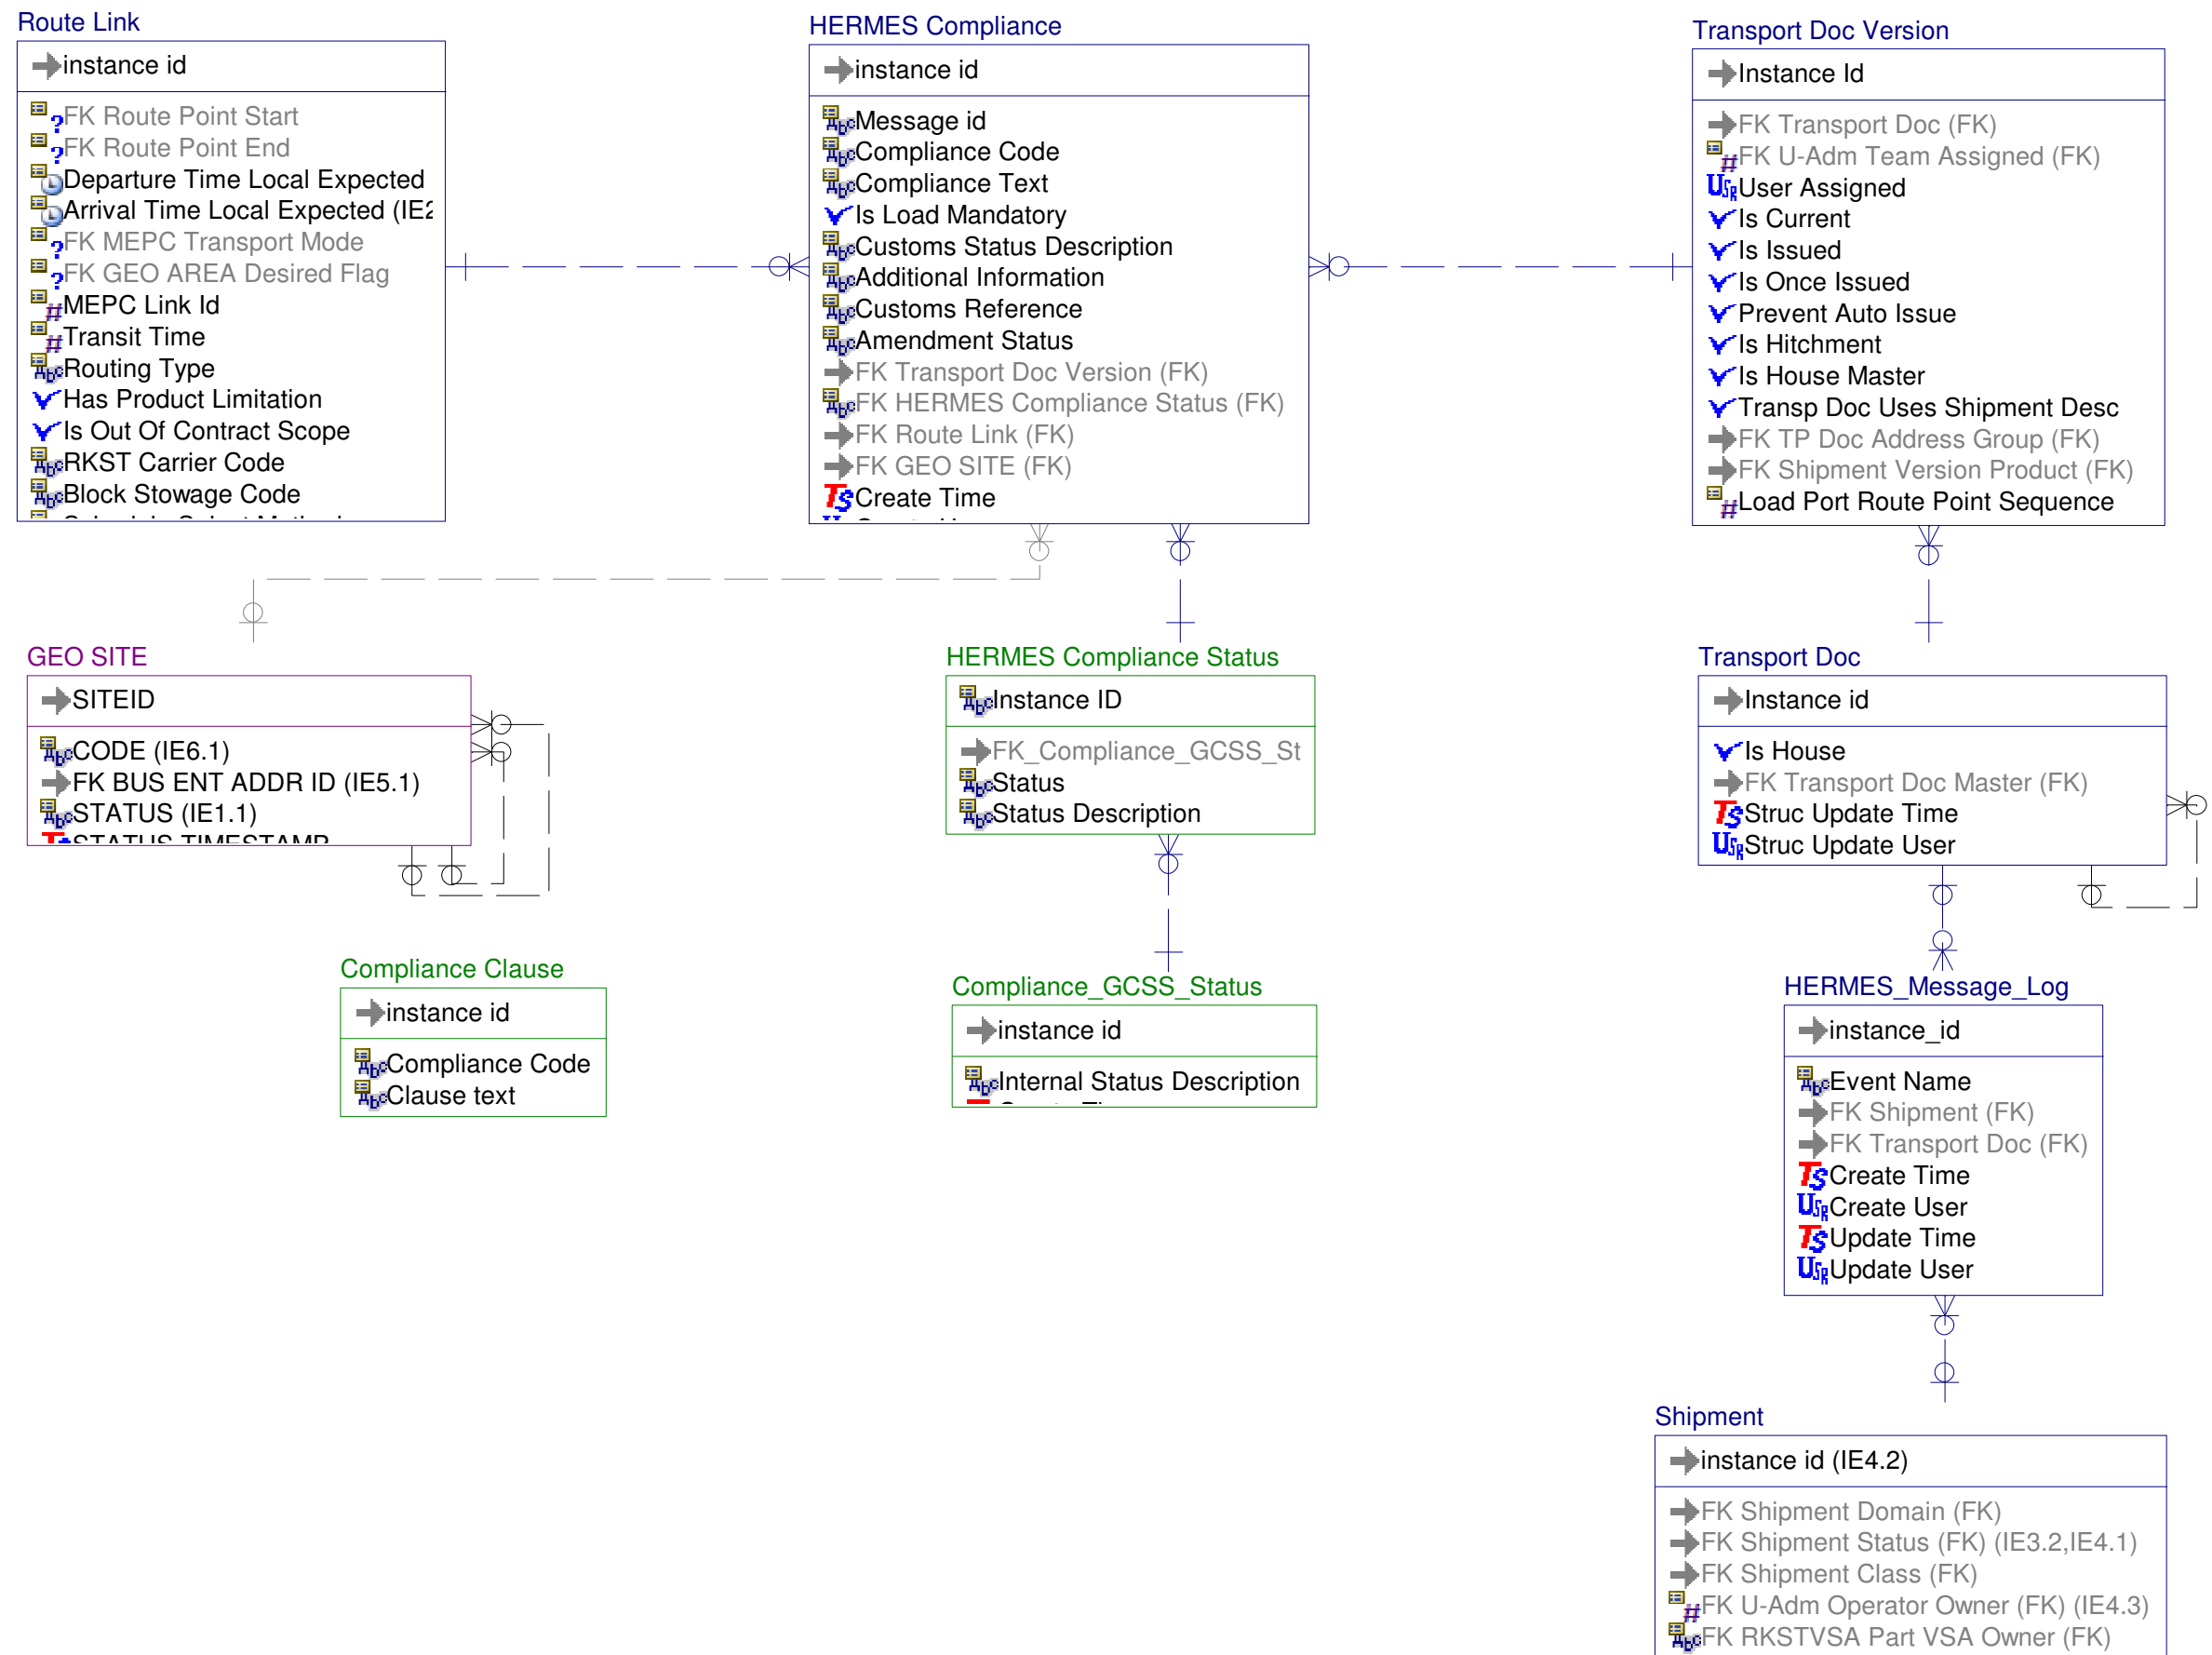 Route Link
instance id
FK Route Point Start
FK Route Point End
Departure Time Local Expected
Arrival Time Local Expected (IE2
FK MEPC Transport Mode
FK GEO AREA Desired Flag
MEPC Link Id
Transit Time
Routing Type
Has Product Limitation
Is Out Of Contract Scope
RKST Carrier Code
Block Stowage Code
HERMES Compliance
instance id
Message id
Compliance Code
Compliance Text
Is Load Mandatory
Customs Status Description
Additional Information
Customs Reference
Amendment Status
FK Transport Doc Version (FK)
FK HERMES Compliance Status (FK)
FK Route Link (FK)
FK GEO SITE (FK)
Create Time
Transport Doc Version
Instance Id
FK Transport Doc (FK)
FK U-Adm Team Assigned (FK)
User Assigned
Is Current
Is Issued
Is Once Issued
Prevent Auto Issue
Is Hitchment
Is House Master
Transp Doc Uses Shipment Desc
FK TP Doc Address Group (FK)
FK Shipment Version Product (FK)
Load Port Route Point Sequence
GEO SITE
SITEID
CODE (IE6.1)
FK BUS ENT ADDR ID (IE5.1)
STATUS (IE1.1)
STATUS TIMESTAMP
HERMES Compliance Status
Instance ID
FK_Compliance_GCSS_St
Status
Status Description
Transport Doc
Instance id
Is House
FK Transport Doc Master (FK)
Struc Update Time
Struc Update User
Compliance Clause
instance id
Compliance Code
Clause text
Compliance_GCSS_Status
instance id
Internal Status Description
HERMES_Message_Log
instance_id
Event Name
FK Shipment (FK)
FK Transport Doc (FK)
Create Time
Create User
Update Time
Update User
Shipment
instance id (IE4.2)
FK Shipment Domain (FK)
FK Shipment Status (FK) (IE3.2,IE4.1)
FK Shipment Class (FK)
FK U-Adm Operator Owner (FK) (IE4.3)
FK RKSTVSA Part VSA Owner (FK)